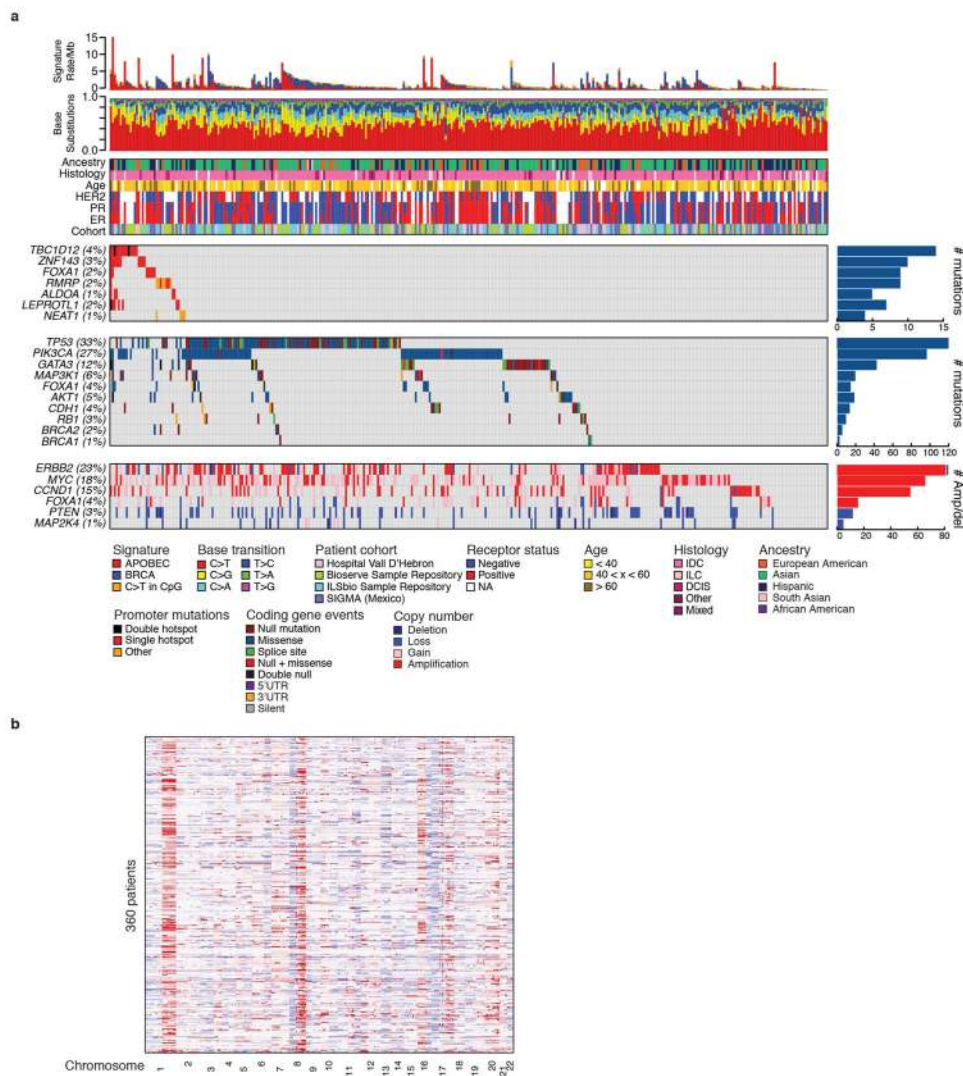 a
Signature
Rate/Mb
15
10
5
0
Base
Substitutions
1.0
0.0
Ancestry
Histology
Age
HER2
PR
ER
Cohort
TBC1D12 (4%)
ZNF143 (3%)
FOXA1 (2%)
RMRP (2%)
ALDOA (1%)
LEPROTL1 (2%)
NEAT1 (1%)
# mutations
0 5 10 15
TP53 (33%)
PIK3CA (27%)
GATA3 (12%)
MAP3K1 (6%)
FOXA1 (4%)
AKT1 (5%)
CDH1 (4%)
RB1 (3%)
BRCA2 (2%)
BRCA1 (1%)
# mutations
0 20 40 60 80 100 120
ERBB2 (23%)
MYC (18%)
CCND1 (15%)
FOXA1 (4%)
PTEN (3%)
MAP2K4 (1%)
# Amp/del
0 20 40 60 80
Signature
APOBEC
BRCA
C>T in CpG
Base transition
C>T T>C
C>G T>A
C>A T>G
Patient cohort
Hospital Vall D'Hebron
Bioserve Sample Repository
ILSbio Sample Repository
SIGMA (Mexico)
Receptor status
Negative
Positive
NA
Age
< 40
40 < x < 60
> 60
Histology
IDC
ILC
DCIS
Other
Mixed
Ancestry
European American
Asian
Hispanic
South Asian
African American
Promoter mutations
Double hotspot
Single hotspot
Other
Coding gene events
Null mutation
Missense
Splice site
Null + missense
Double null
5'UTR
3'UTR
Silent
Copy number
Deletion
Loss
Gain
Amplification
b
360 patients
Chromosome 1 2 3 4 5 6 7 8 9 10 11 12 13 14 15 16 17 18 19 20 21 22